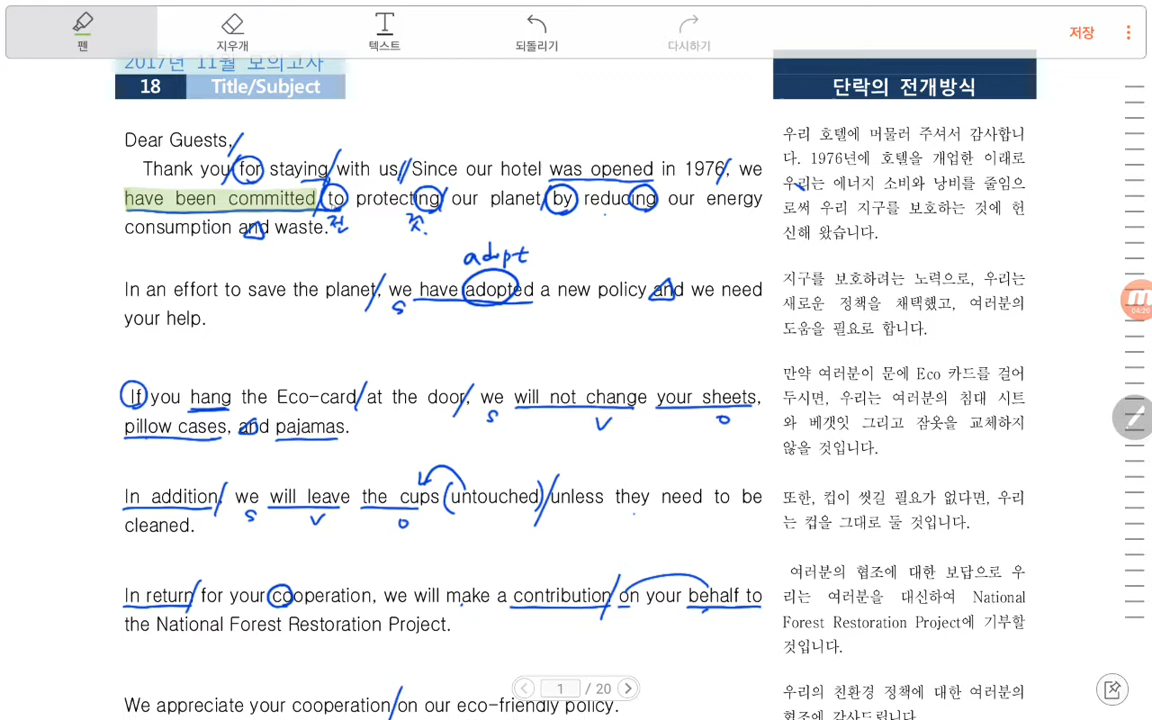 펜
지우개
텍스트
되돌리기
다시하기
저장
2017년 11월 모의고사
18 Title/Subject
단락의 전개방식
Dear Guests,
Thank you for staying with us. Since our hotel was opened in 1976, we
have been committed to protecting our planet by reducing our energy
전 껏.
consumption and waste.
adopt
In an effort to save the planet, we have adopted a new policy and we need
S
your help.
If you hang the Eco-card at the door, we will not change your sheets,
S V O
pillow cases, and pajamas.
In addition, we will leave the cups (untouched) unless they need to be
S V O
cleaned.
In return for your cooperation, we will make a contribution on your behalf to
the National Forest Restoration Project.
We appreciate your cooperation on our eco-friendly policy.
우리 호텔에 머물러 주셔서 감사합니
다. 1976년에 호텔을 개업한 이래로
우리는 에너지 소비와 낭비를 줄임으
로써 우리 지구를 보호하는 것에 헌
신해 왔습니다.
지구를 보호하려는 노력으로, 우리는
새로운 정책을 채택했고, 여러분의
도움을 필요로 합니다.
만약 여러분이 문에 Eco 카드를 걸어
두시면, 우리는 여러분의 침대 시트
와 베갯잇 그리고 잠옷을 교체하지
않을 것입니다.
또한, 컵이 씻길 필요가 없다면, 우리
는 컵을 그대로 둘 것입니다.
여러분의 협조에 대한 보답으로 우
리는 여러분을 대신하여 National
Forest Restoration Project에 기부할
것입니다.
우리의 친환경 정책에 대한 여러분의
협조에 감사드립니다.
04:20
1 / 20